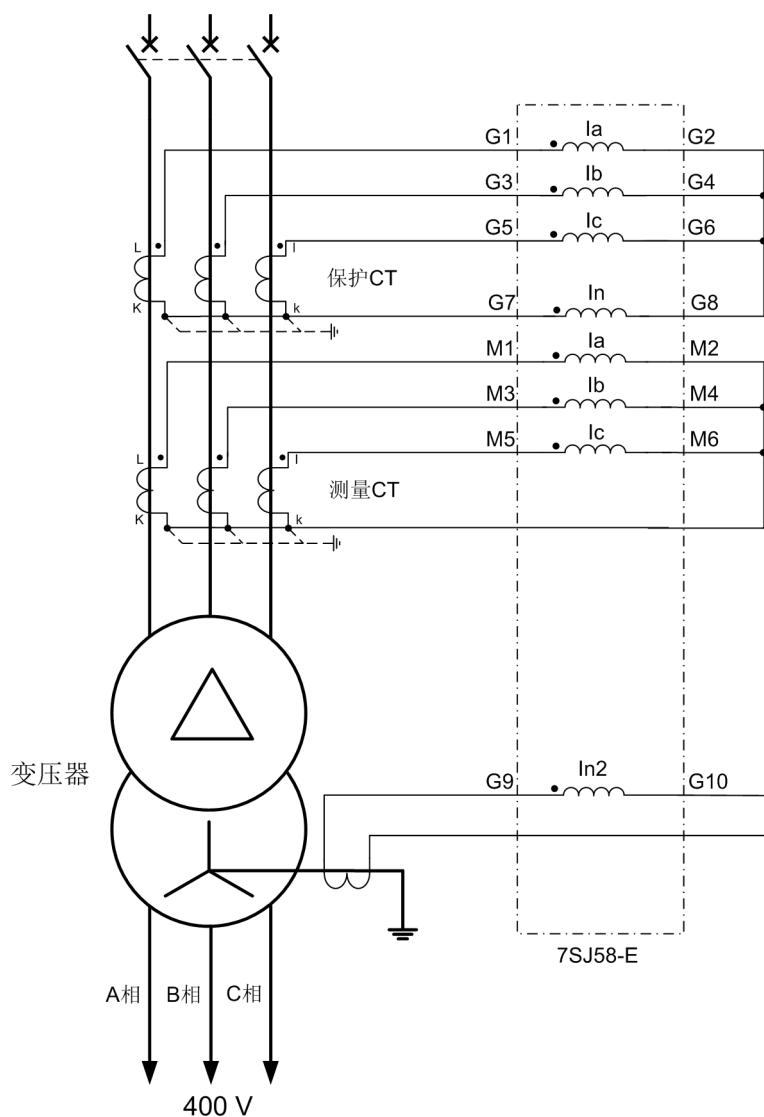 G1 Ia G2
G3 Ib G4
G5 Ic G6
L l
保护CT
K k
G7 In G8
M1 Ia M2
M3 Ib M4
M5 Ic M6
L l
测量CT
K k
变压器
G9 In2 G10
7SJ58-E
A相 B相 C相
400 V